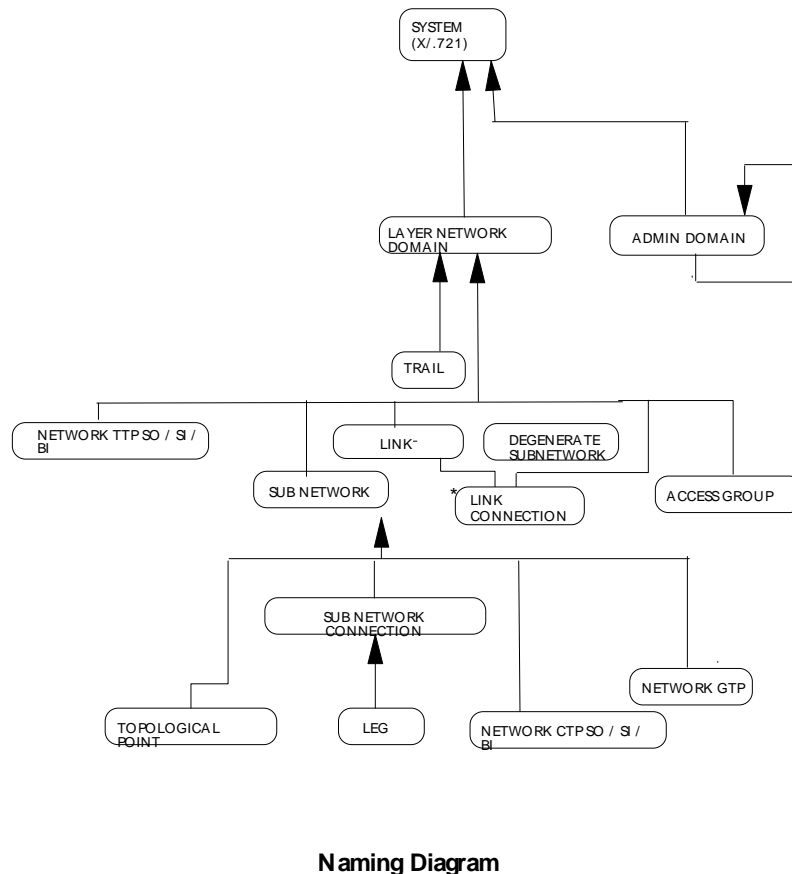 SYSTEM
(X/.721)
LAYER NETWORK
DOMAIN
ADMIN DOMAIN
TRAIL
NETWORK TTP SO / SI /
BI
LINK-
DEGENERATE
SUBNETWORK
SUB NETWORK
*
LINK
CONNECTION
ACCESS GROUP
SUB NETWORK
CONNECTION
NETWORK GTP
TOPOLOGICAL
POINT
LEG
NETWORK CTP SO / SI /
BI
Naming Diagram